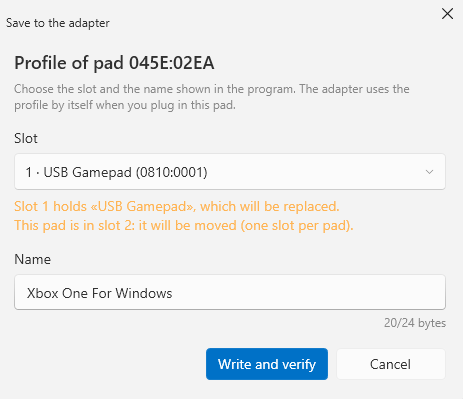 Save to the adapter
Profile of pad 045E:02EA
Choose the slot and the name shown in the program. The adapter uses the
profile by itself when you plug in this pad.
Slot
1 · USB Gamepad (0810:0001)
Slot 1 holds «USB Gamepad», which will be replaced.
This pad is in slot 2: it will be moved (one slot per pad).
Name
Xbox One For Windows
20/24 bytes
Write and verify
Cancel